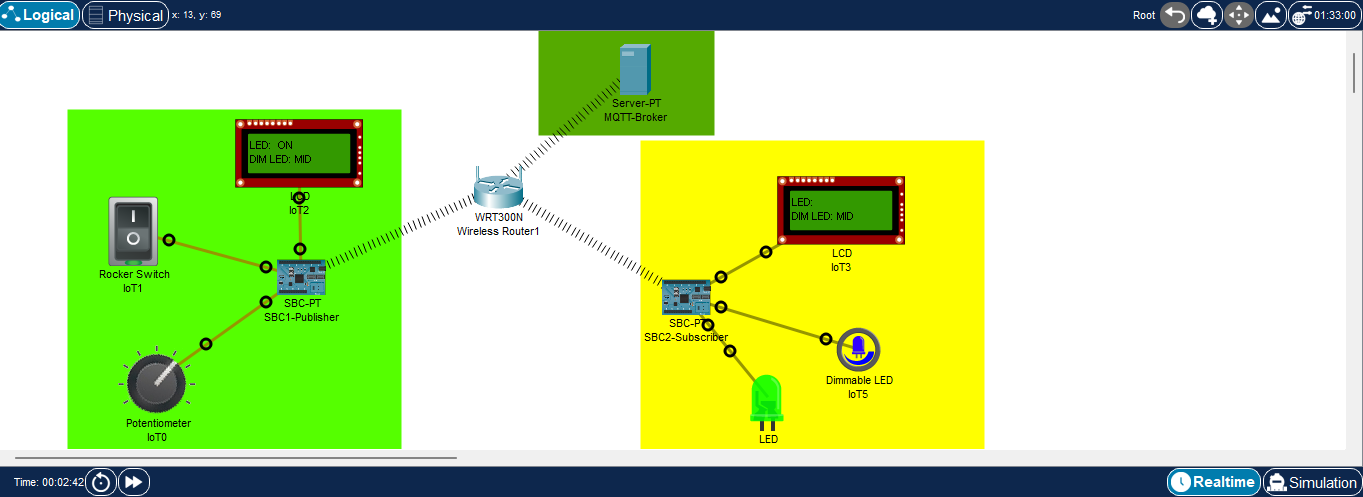 Logical
Physical
x: 13, y: 69
Root
01:33:00
Server-PT
MQTT-Broker
LED: ON
DIM LED: MID
LCD
IoT2
WRT300N
Wireless Router1
LED:
DIM LED: MID
LCD
IoT3
Rocker Switch
IoT1
SBC-PT
SBC1-Publisher
SBC-PT
SBC2-Subscriber
Dimmable LED
IoT5
Potentiometer
IoT0
LED
Time: 00:02:42
Realtime
Simulation